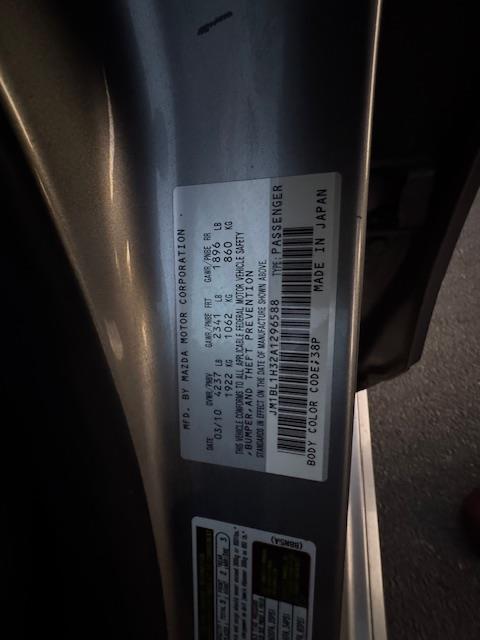 MFD. BY MAZDA MOTOR CORPORATION
DATE GVWR/PNBV GAWR/PNBE FRT GAWR/PNBE RR
03/10 4237 LB 2341 LB 1896 LB
1922 KG 1062 KG 860 KG
THIS VEHICLE CONFORMS TO ALL APPLICABLE FEDERAL MOTOR VEHICLE SAFETY
,BUMPER, AND THEFT PREVENTION
STANDARDS IN EFFECT ON THE DATE OF MANUFACTURE SHOWN ABOVE.
JM1BL1H32A1296588 TYPE: PASSENGER
BODY COLOR CODE;38P MADE IN JAPAN
(BBM5A)